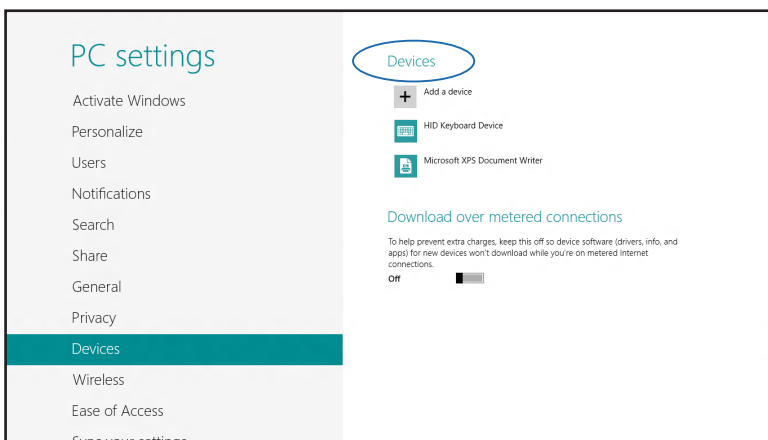 PC settings
Activate Windows
Personalize
Users
Notifications
Search
Share
General
Privacy
Devices
Wireless
Ease of Access
Sync your settings
Devices
Add a device
HID Keyboard Device
Microsoft XPS Document Writer
Download over metered connections
To help prevent extra charges, keep this off so device software (drivers, info, and
apps) for new devices won't download while you're on metered Internet
connections.
Off